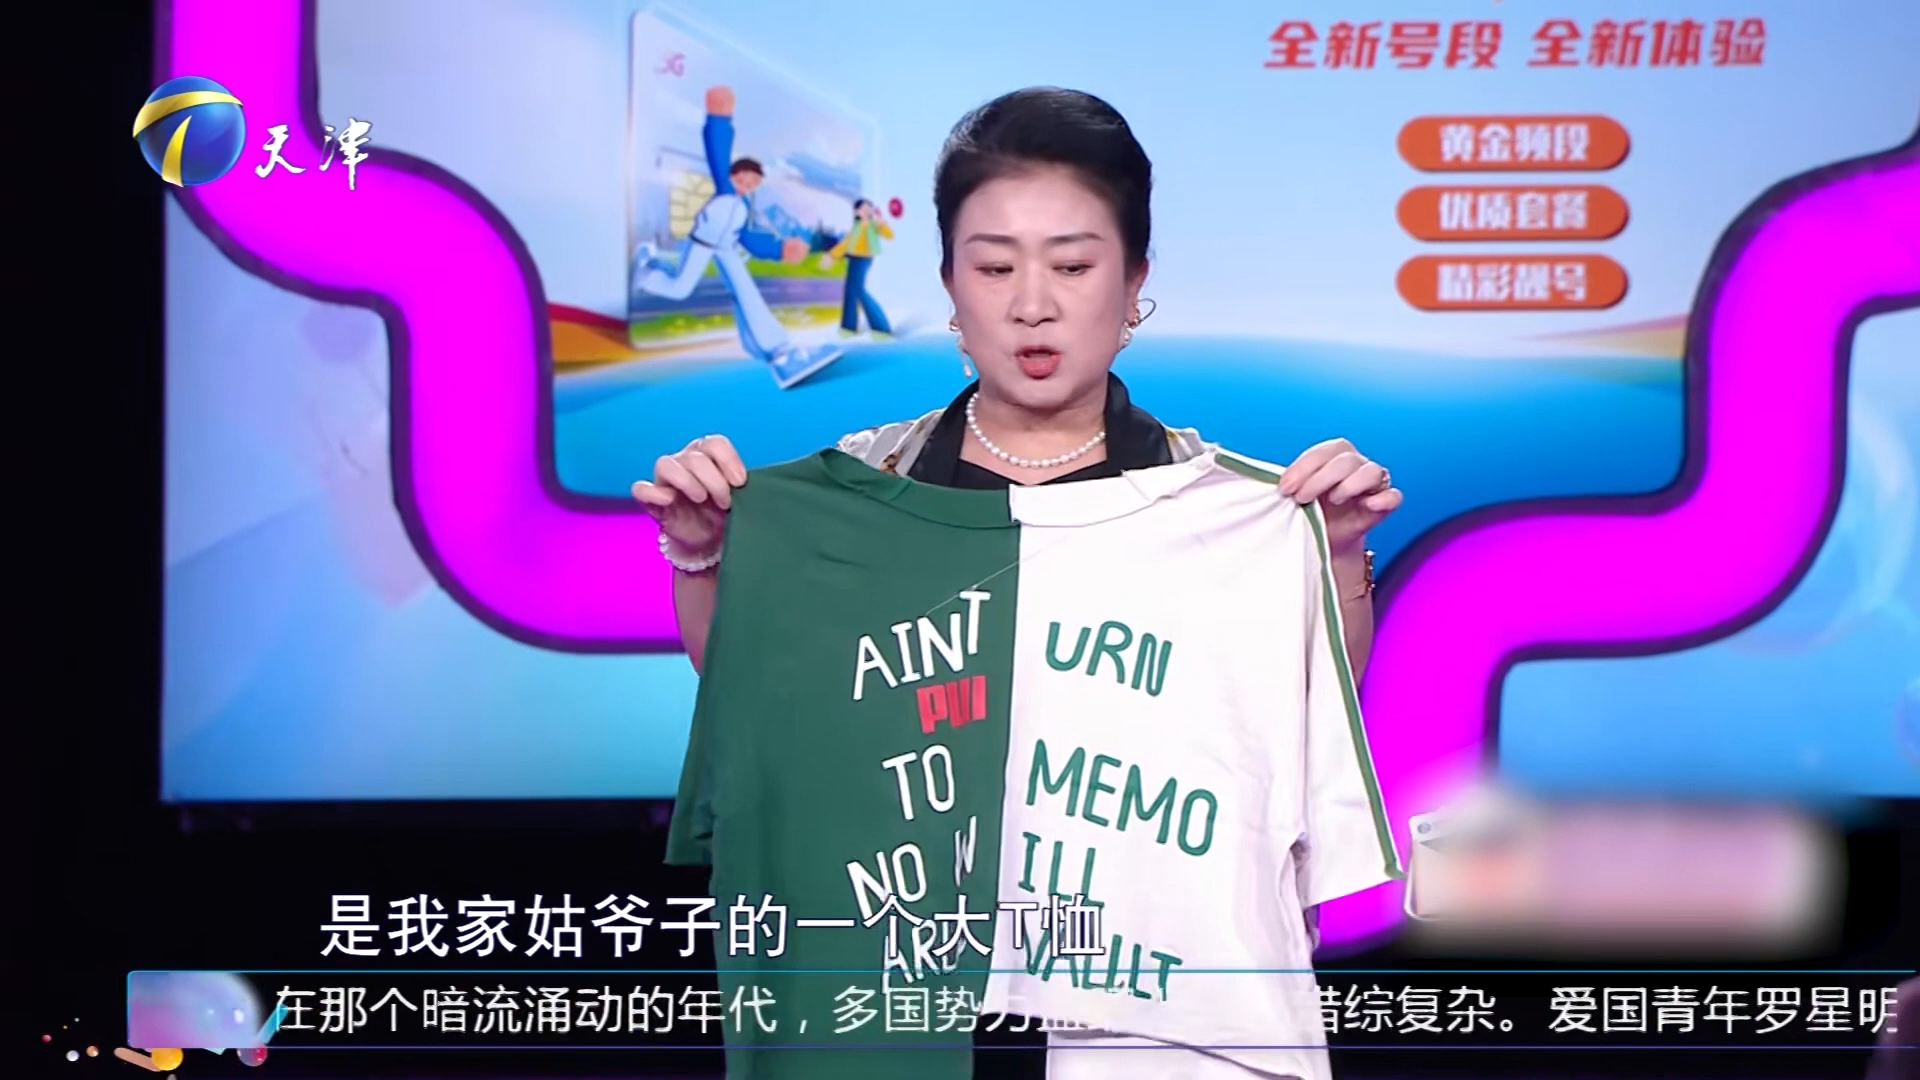 全新号段 全新体验
5G
天津
黄金频段
优质套餐
精彩靓号
AINT
URN
PUI
TO
MEMO
NO W
ILL
ARD
VALLLT
是我家姑爷子的一个大T恤
在那个暗流涌动的年代，多国势力 错综复杂。爱国青年罗星明